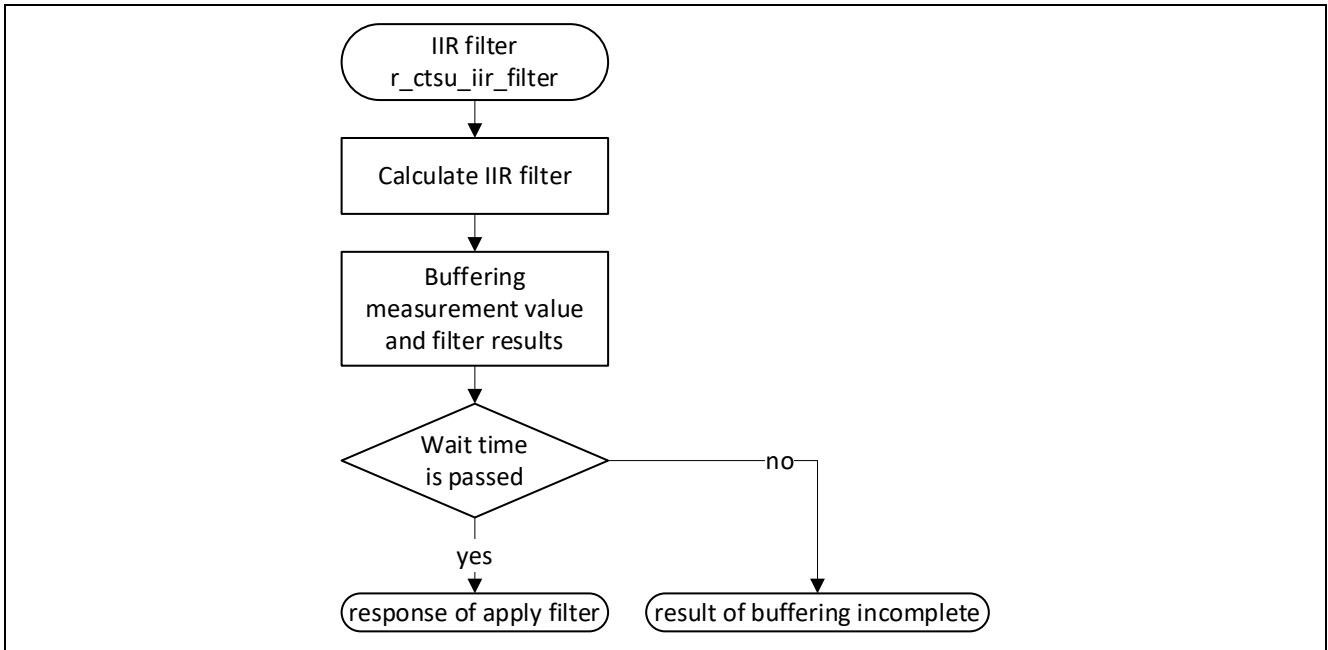 IIR filter
r_ctsu_iir_filter
Calculate IIR filter
Buffering
measurement value
and filter results
Wait time
is passed
no
yes
response of apply filter
result of buffering incomplete